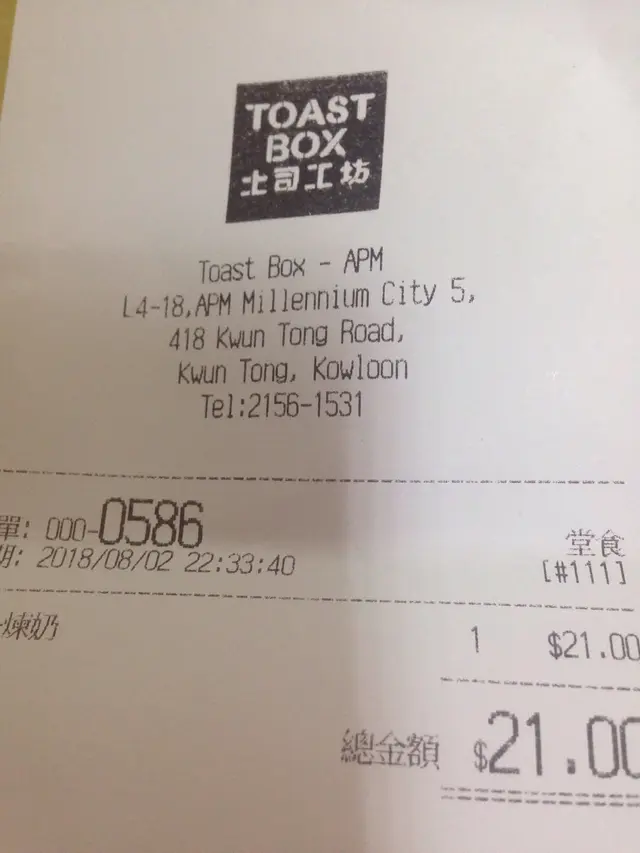 TOAST
BOX
土司工坊
Toast Box - APM
L4-18,APM Millennium City 5,
418 Kwun Tong Road,
Kwun Tong, Kowloon
Tel:2156-1531
單: 000-0586
堂食
期: 2018/08/02 22:33:40
[#111]
煉奶 1 $21.00
總金額 $21.00